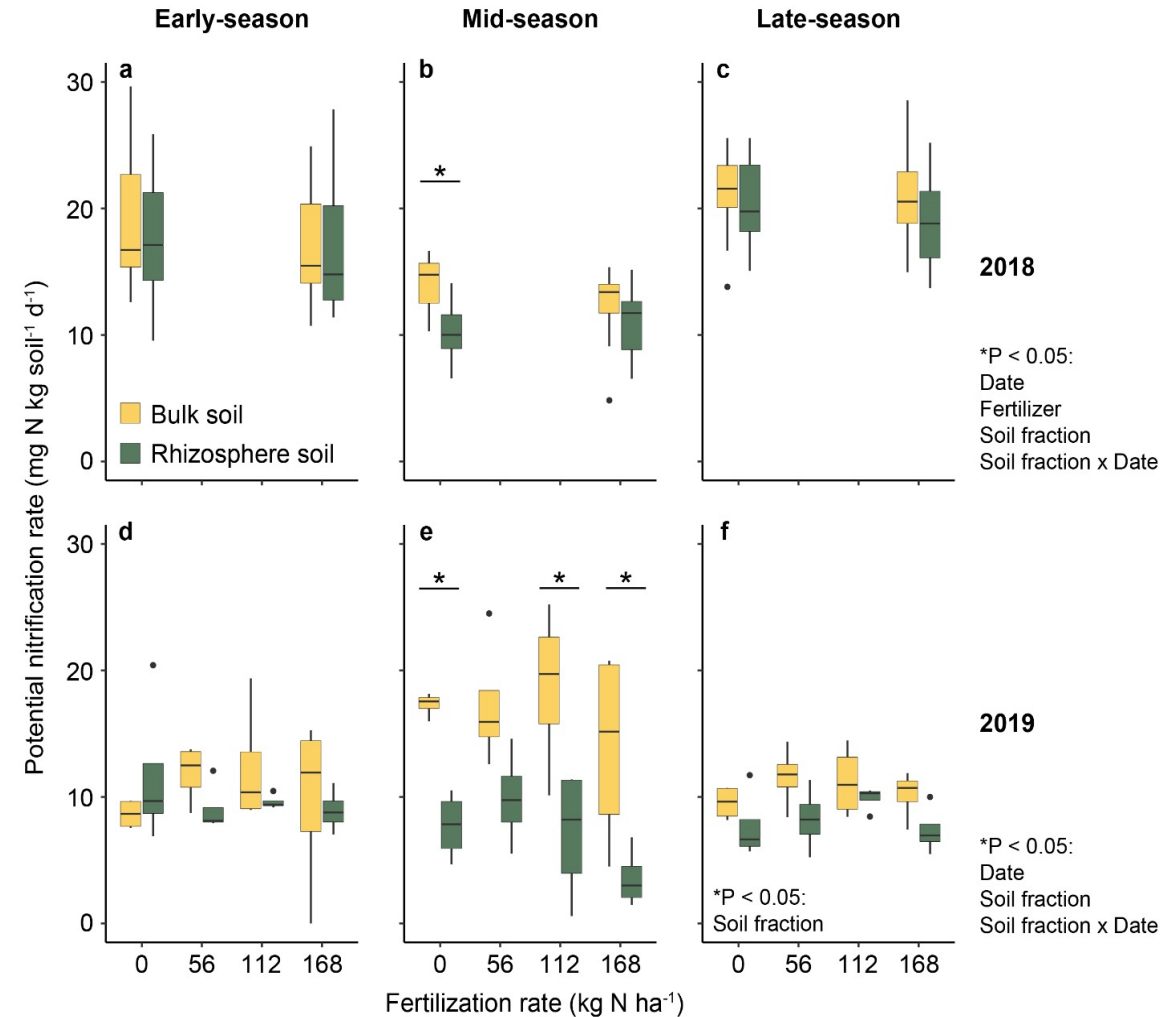 Early-season
Mid-season
Late-season
a
b
c
30
20
10
0
*
Bulk soil
Rhizosphere soil
2018
*P < 0.05:
Date
Fertilizer
Soil fraction
Soil fraction x Date
Potential nitrification rate (mg N kg soil⁻¹ d⁻¹)
d
e
f
30
20
10
0
* * *
*P < 0.05:
Soil fraction
2019
*P < 0.05:
Date
Soil fraction
Soil fraction x Date
0 56 112 168
0 56 112 168
0 56 112 168
Fertilization rate (kg N ha⁻¹)